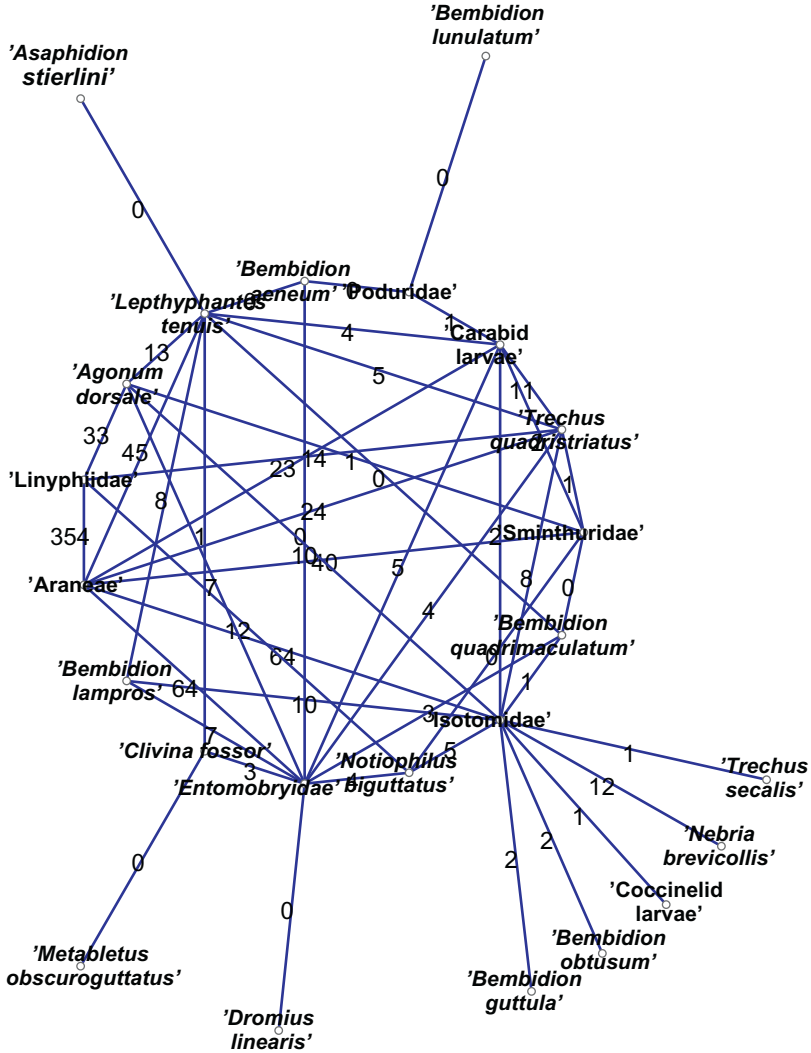 ’Bembidion
lunulatum’
’Asaphidion
stierlini’
0
0
’Bembidion
aeneum’
0
’Poduridae’
’Lepthyphantes
tenuis’
0
1
4
’Carabid
larvae’
13
5
11
’Agonum
dorsale’
’Trechus
quadristriatus’
2
33
45
23
14
1
0
1
’Linyphiidae’
8
24
354
1
0
10
40
2
’Sminthuridae’
’Araneae’
7
5
8
0
4
12
’Bembidion
quadrimaculatum’
64
0
’Bembidion
lampros’
64
1
10
3
’Isotomidae’
7
’Clivina fossor’
3
’Entomobryidae’
4
’Notiophilus
biguttatus’
5
1
’Trechus
secalis’
12
1
2
2
’Nebria
brevicollis’
0
0
’Coccinelid
larvae’
’Bembidion
obtusum’
’Metabletus
obscuroguttatus’
’Bembidion
guttula’
’Dromius
linearis’